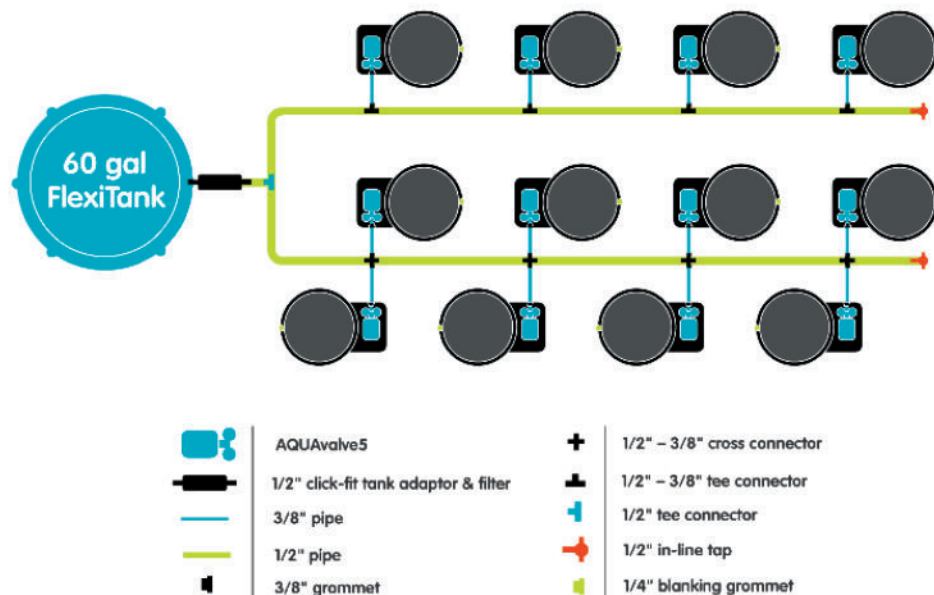 60 gal
FlexiTank
AQUAvalve5
1/2" click-fit tank adaptor & filter
3/8" pipe
1/2" pipe
3/8" grommet
1/2" – 3/8" cross connector
1/2" – 3/8" tee connector
1/2" tee connector
1/2" in-line tap
1/4" blanking grommet